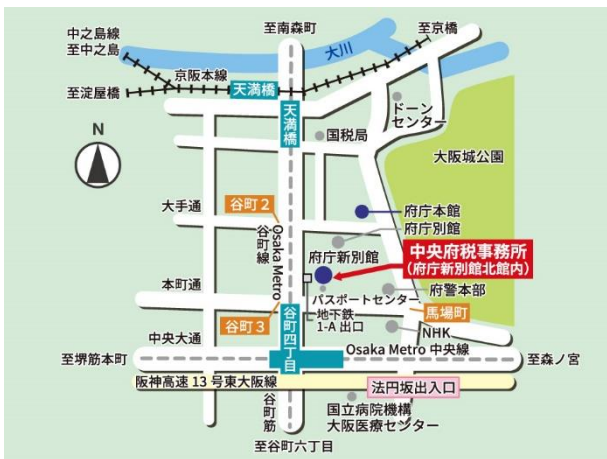 中之島線
至中之島
至南森町
至京橋
大川
京阪本線
天満橋
至淀屋橋
天満橋
国税局
ドーン
センター
N
大阪城公園
大手通
谷町2
府庁本館
府庁別館
谷町線
Osaka Metro
府庁新別館
中央府税事務所
(府庁新別館北館内)
本町通
パスポートセンター
府警本部
地下鉄
1-A 出口
馬場町
谷町3
谷町四丁目
NHK
中央大通
Osaka Metro 中央線
至堺筋本町
至森ノ宮
阪神高速 13 号東大阪線
法円坂出入口
谷町筋
国立病院機構
大阪医療センター
至谷町六丁目